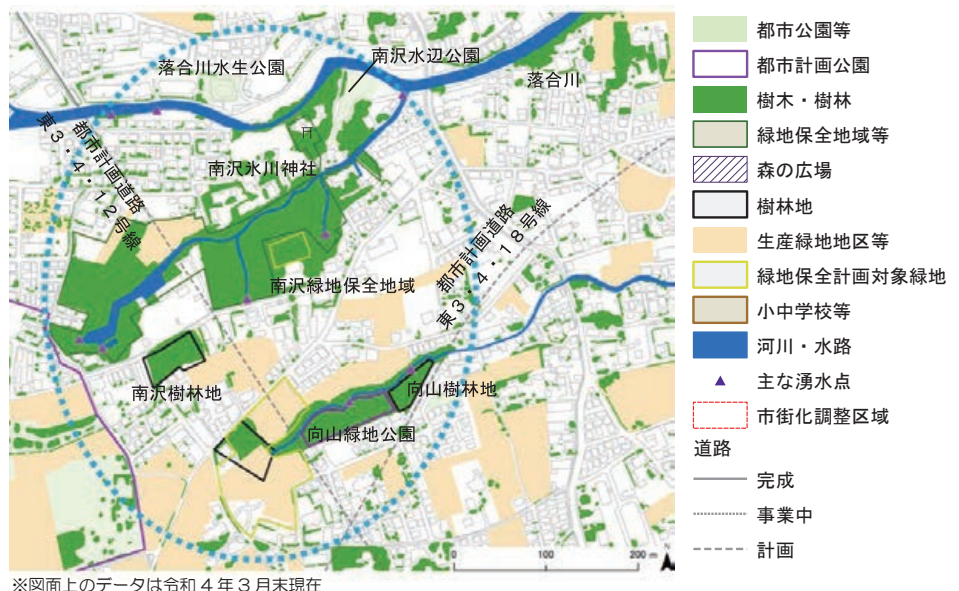 落合川水生公園
南沢水辺公園
落合川
都市計画道路
東3・4・12号線
南沢氷川神社
都市計画道路
東3・4・18号線
南沢緑地保全地域
南沢樹林地
向山樹林地
向山緑地公園
0 100 200 m
N
※図面上のデータは令和4年3月末現在
都市公園等
都市計画公園
樹木・樹林
緑地保全地域等
森の広場
樹林地
生産緑地地区等
緑地保全計画対象緑地
小中学校等
河川・水路
主な湧水点
市街化調整区域
道路
完成
事業中
計画